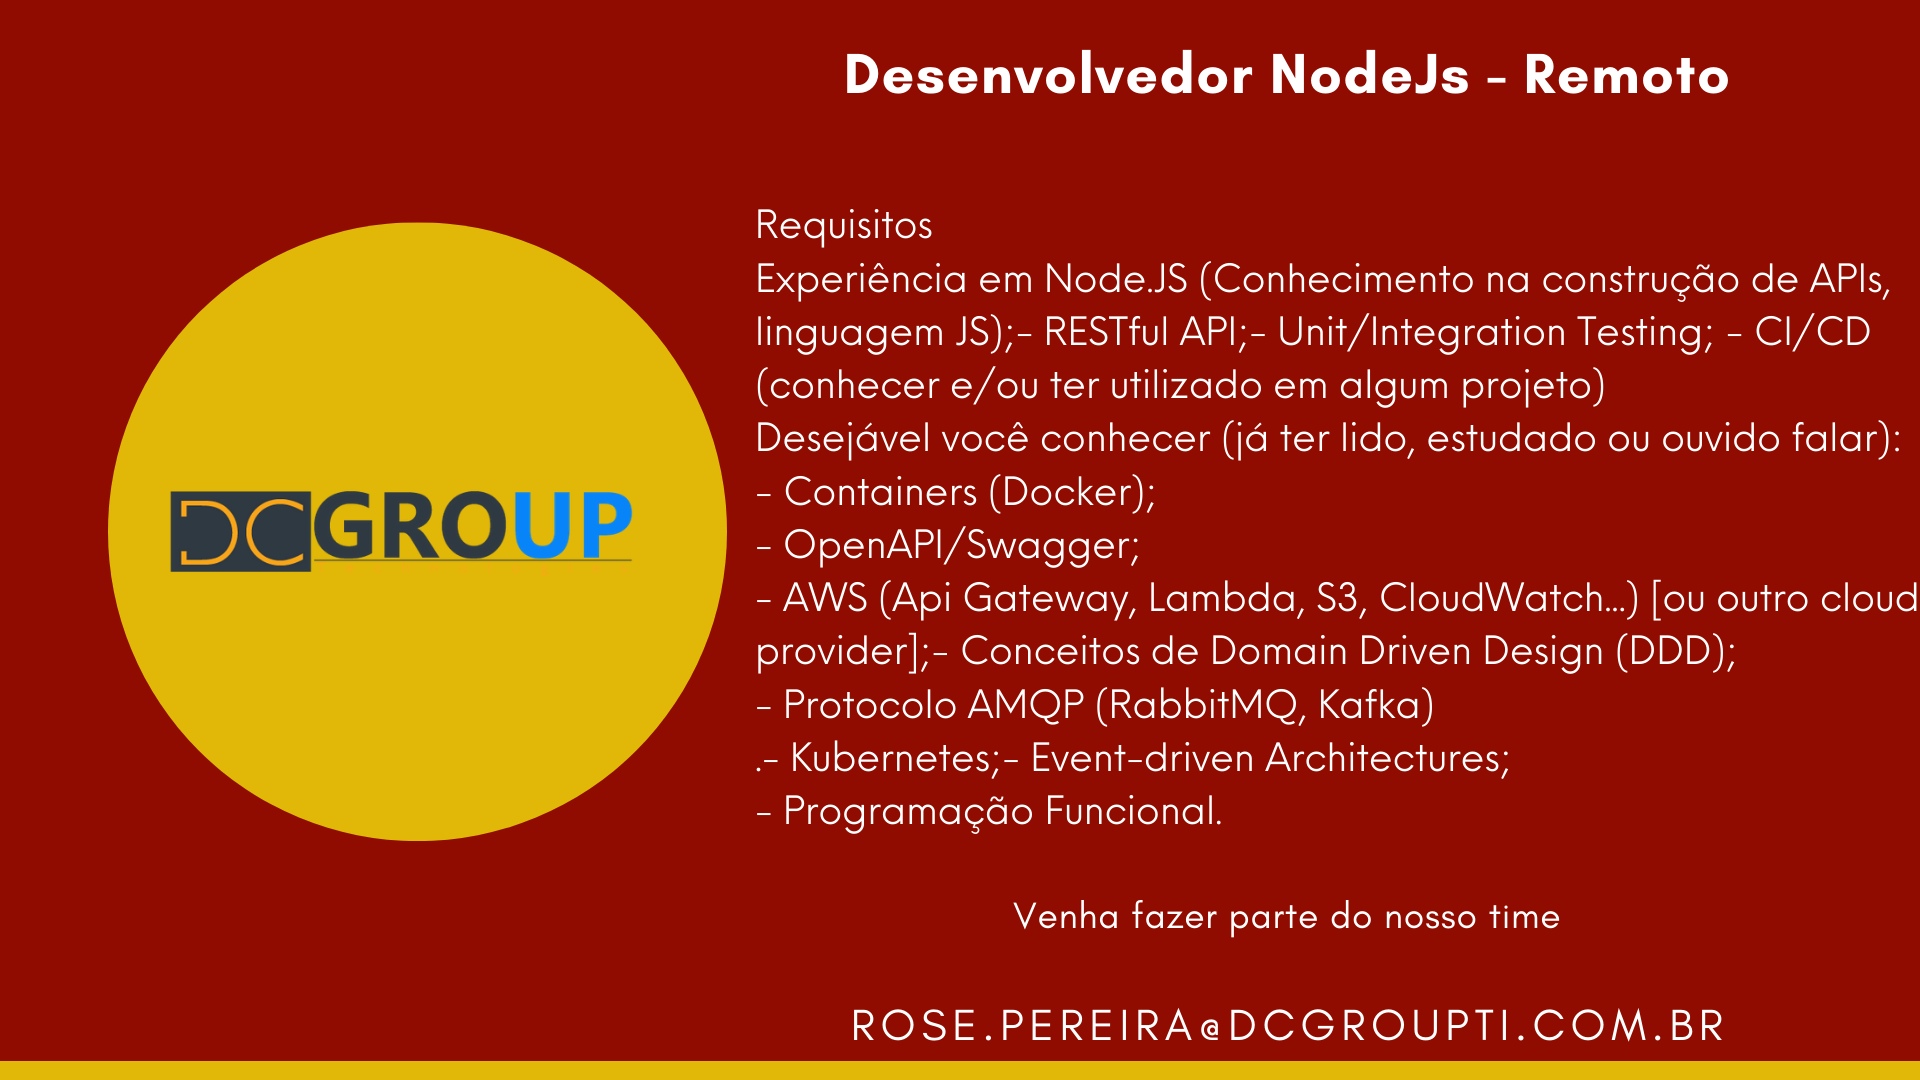 Desenvolvedor NodeJs - Remoto
DCGROUP
Requisitos
Experiência em Node.JS (Conhecimento na construção de APIs,
linguagem JS);- RESTful API;- Unit/Integration Testing; - CI/CD
(conhecer e/ou ter utilizado em algum projeto)
Desejável você conhecer (já ter lido, estudado ou ouvido falar):
- Containers (Docker);
- OpenAPI/Swagger;
- AWS (Api Gateway, Lambda, S3, CloudWatch...) [ou outro cloud
provider];- Conceitos de Domain Driven Design (DDD);
- Protocolo AMQP (RabbitMQ, Kafka)
.- Kubernetes;- Event-driven Architectures;
- Programação Funcional.
Venha fazer parte do nosso time
ROSE.PEREIRA@DCGROUPTI.COM.BR